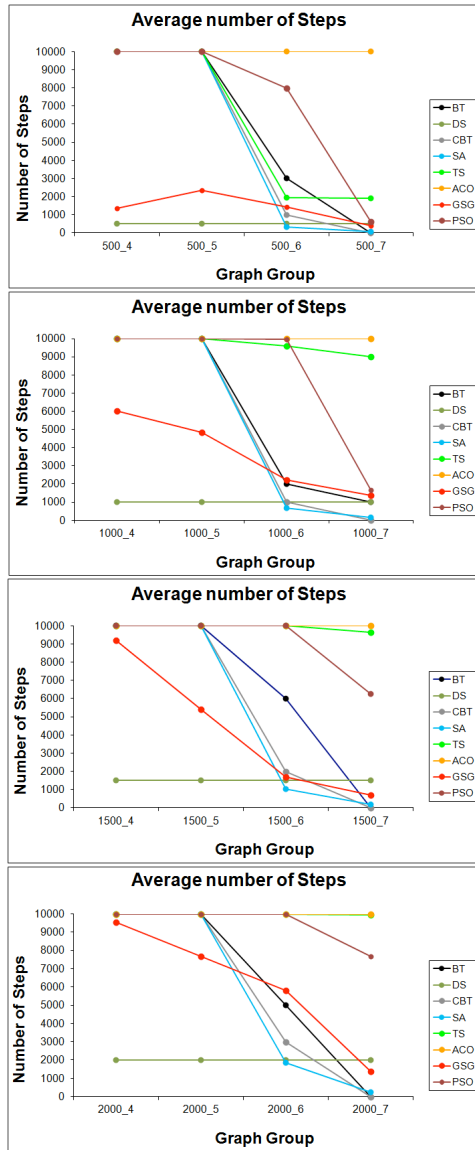 Average number of Steps
Number of Steps
10000
9000
8000
7000
6000
5000
4000
3000
2000
1000
0
500_4
500_5
500_6
500_7
Graph Group
BT
DS
CBT
SA
TS
ACO
GSG
PSO
Average number of Steps
Number of Steps
10000
9000
8000
7000
6000
5000
4000
3000
2000
1000
0
1000_4
1000_5
1000_6
1000_7
Graph Group
BT
DS
CBT
SA
TS
ACO
GSG
PSO
Average number of Steps
Number of Steps
10000
9000
8000
7000
6000
5000
4000
3000
2000
1000
0
1500_4
1500_5
1500_6
1500_7
Graph Group
BT
DS
CBT
SA
TS
ACO
GSG
PSO
Average number of Steps
Number of Steps
10000
9000
8000
7000
6000
5000
4000
3000
2000
1000
0
2000_4
2000_5
2000_6
2000_7
Graph Group
BT
DS
CBT
SA
TS
ACO
GSG
PSO